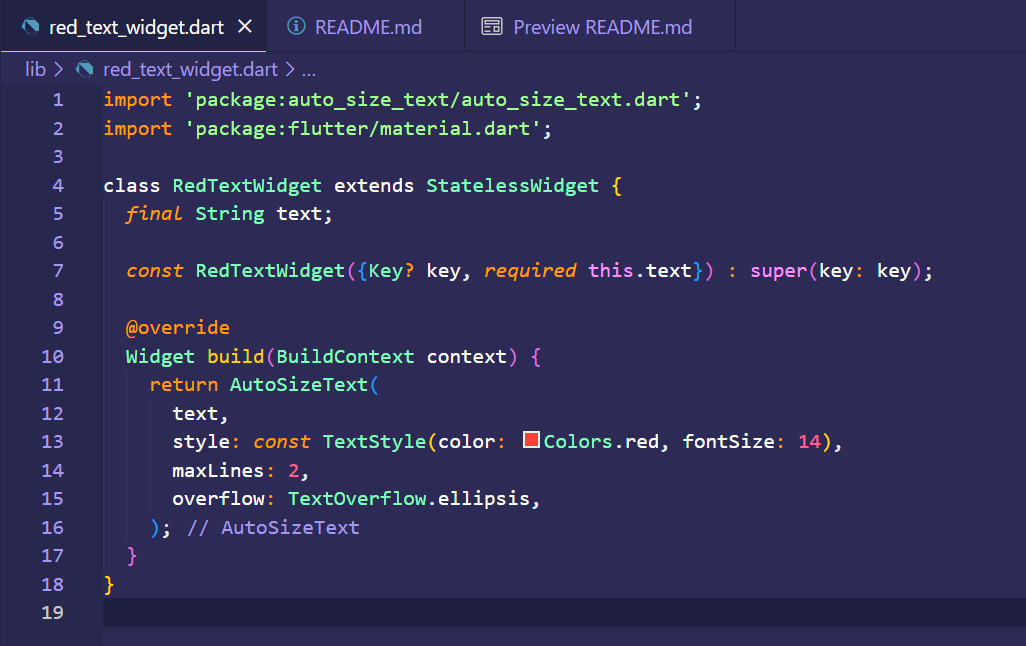 red_text_widget.dart README.md Preview README.md
lib > red_text_widget.dart > ...
1 import 'package:auto_size_text/auto_size_text.dart';
2 import 'package:flutter/material.dart';
3
4 class RedTextWidget extends StatelessWidget {
5   final String text;
6
7   const RedTextWidget({Key? key, required this.text}) : super(key: key);
8
9   @override
10   Widget build(BuildContext context) {
11     return AutoSizeText(
12       text,
13       style: const TextStyle(color: Colors.red, fontSize: 14),
14       maxLines: 2,
15       overflow: TextOverflow.ellipsis,
16     ); // AutoSizeText
17   }
18 }
19